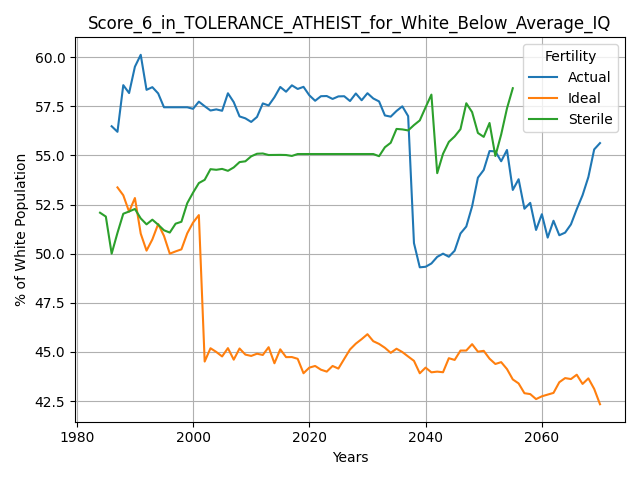 Score_6_in_TOLERANCE_ATHEIST_for_White_Below_Average_IQ
Fertility
Actual
Ideal
Sterile
% of White Population
60.0
57.5
55.0
52.5
50.0
47.5
45.0
42.5
1980
2000
2020
2040
2060
Years